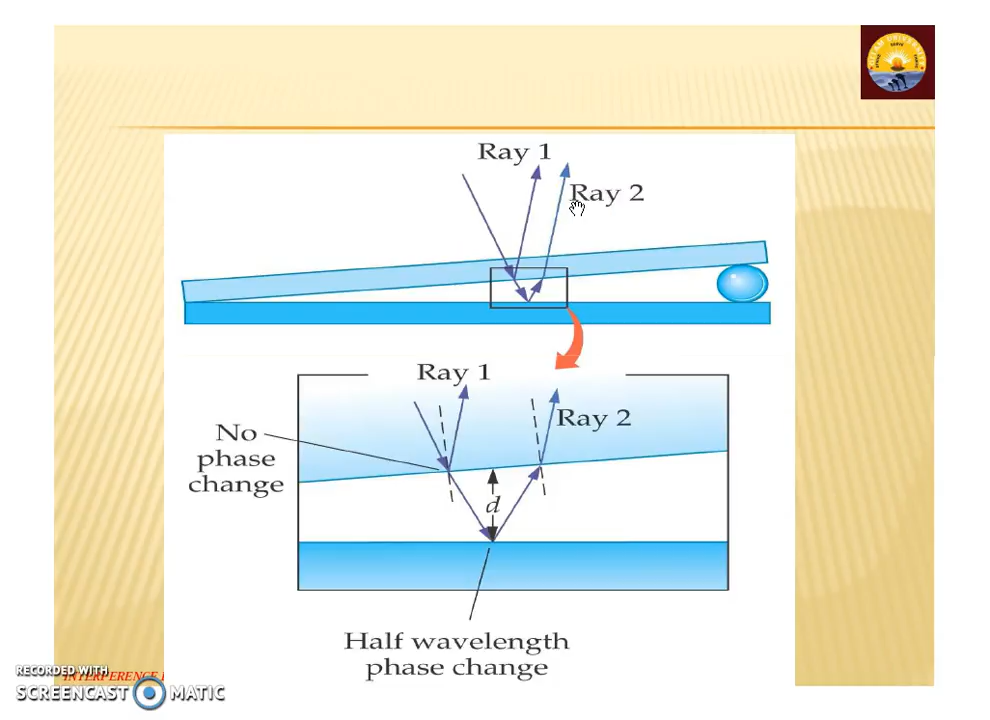 Ray 1
Ray 2
Ray 1
Ray 2
No
phase
change
d
Half wavelength
phase change
INTERFERENCE
RECORDED WITH
SCREENCAST MATIC